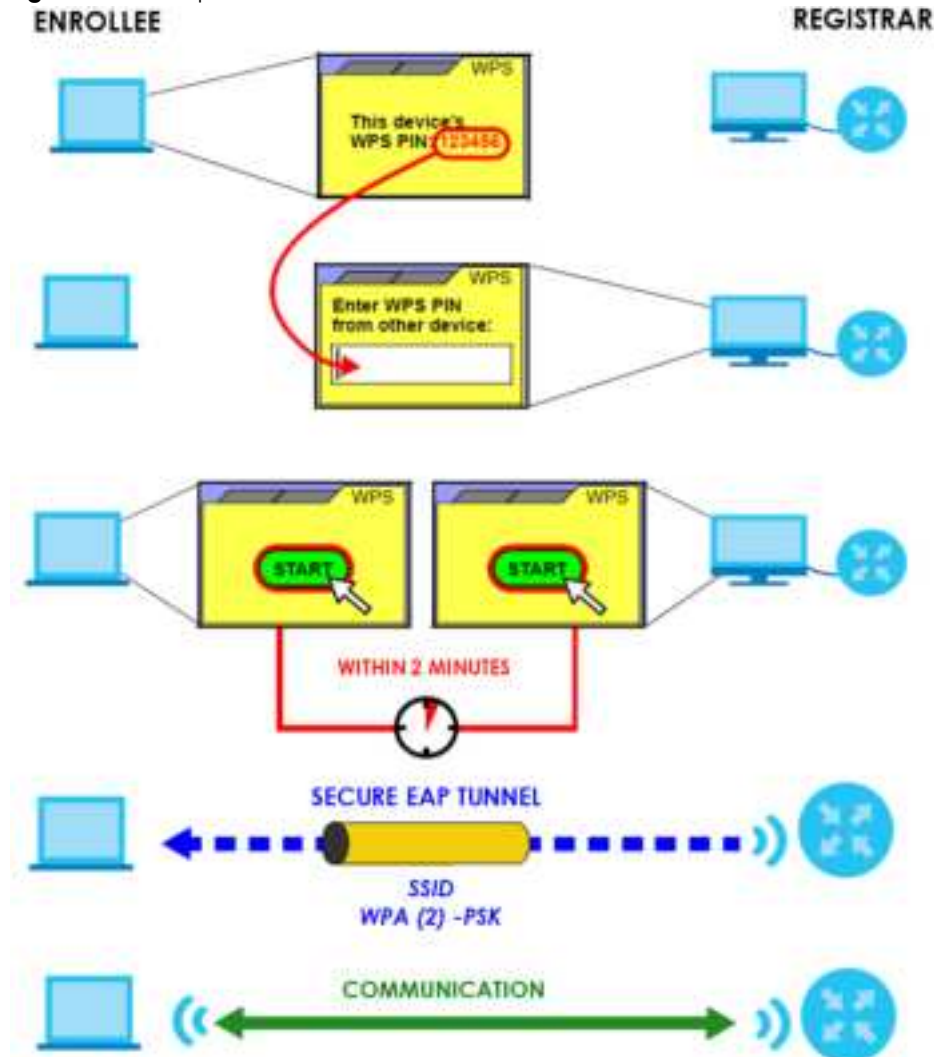 ENROLLEE
REGISTRAR
WPS
This device's
WPS PIN: 123456
WPS
Enter WPS PIN
from other device:
WPS
WPS
START
START
WITHIN 2 MINUTES
SECURE EAP TUNNEL
SSID
WPA (2) -PSK
COMMUNICATION